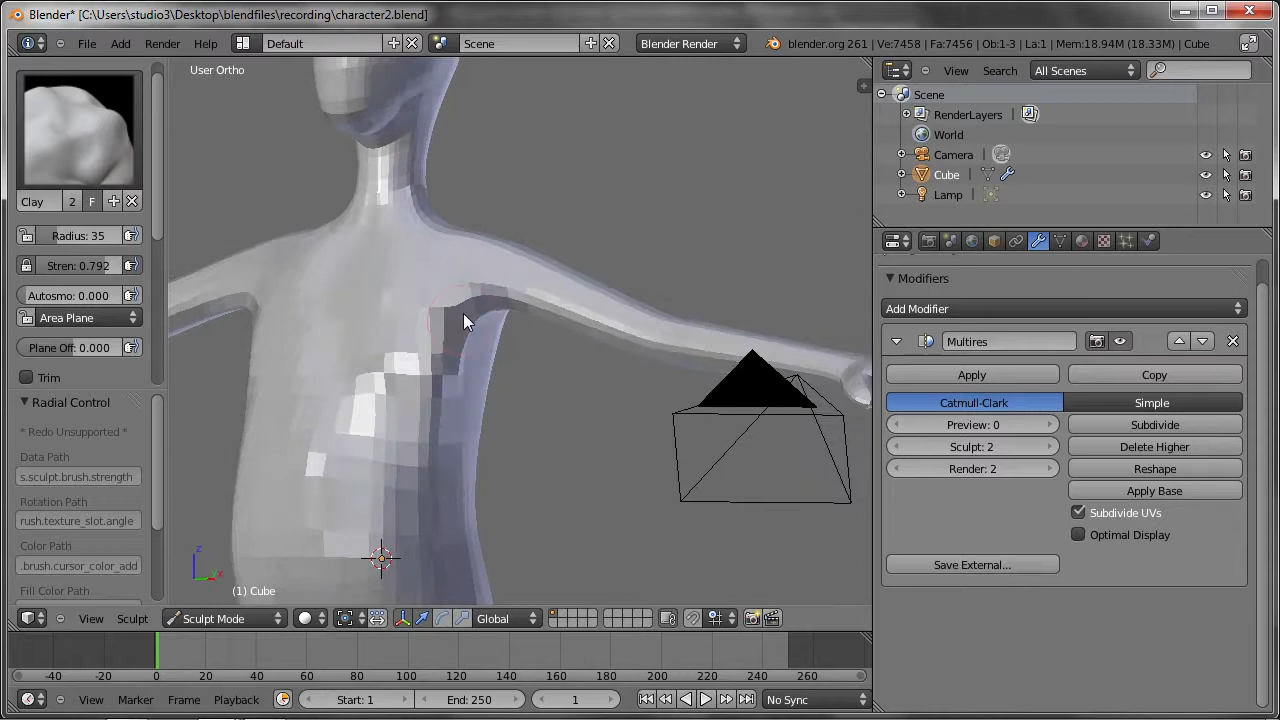 Blender* [C:\Users\studio3\Desktop\blendfiles\recording\character2.blend]
File Add Render Help Default Scene Blender Render blender.org 261 | Ve:7458 | Fa:7456 | Ob:1-3 | La:1 | Mem:18.94M (18.33M) | Cube
User Ortho
Clay 2 F
Radius: 35
Stren: 0.792
Autosmo: 0.000
Area Plane
Plane Off: 0.000
Trim
Radial Control
* Redo Unsupported *
Data Path
s.sculpt.brush.strength
Rotation Path
rush.texture_slot.angle
Color Path
.brush.cursor_color_add
Fill Color Path
z
x
(1) Cube
View Sculpt Sculpt Mode Global
-40 -20 0 20 40 60 80 100 120 140 160 180 200 220 240 260
View Marker Frame Playback Start: 1 End: 250 1 No Sync
View Search All Scenes
Scene
RenderLayers |
World
Camera |
Cube |
Lamp |
Modifiers
Add Modifier
Multires
Apply Copy
Catmull-Clark Simple
Preview: 0 Subdivide
Sculpt: 2 Delete Higher
Render: 2 Reshape
Apply Base
Subdivide UVs
Optimal Display
Save External...